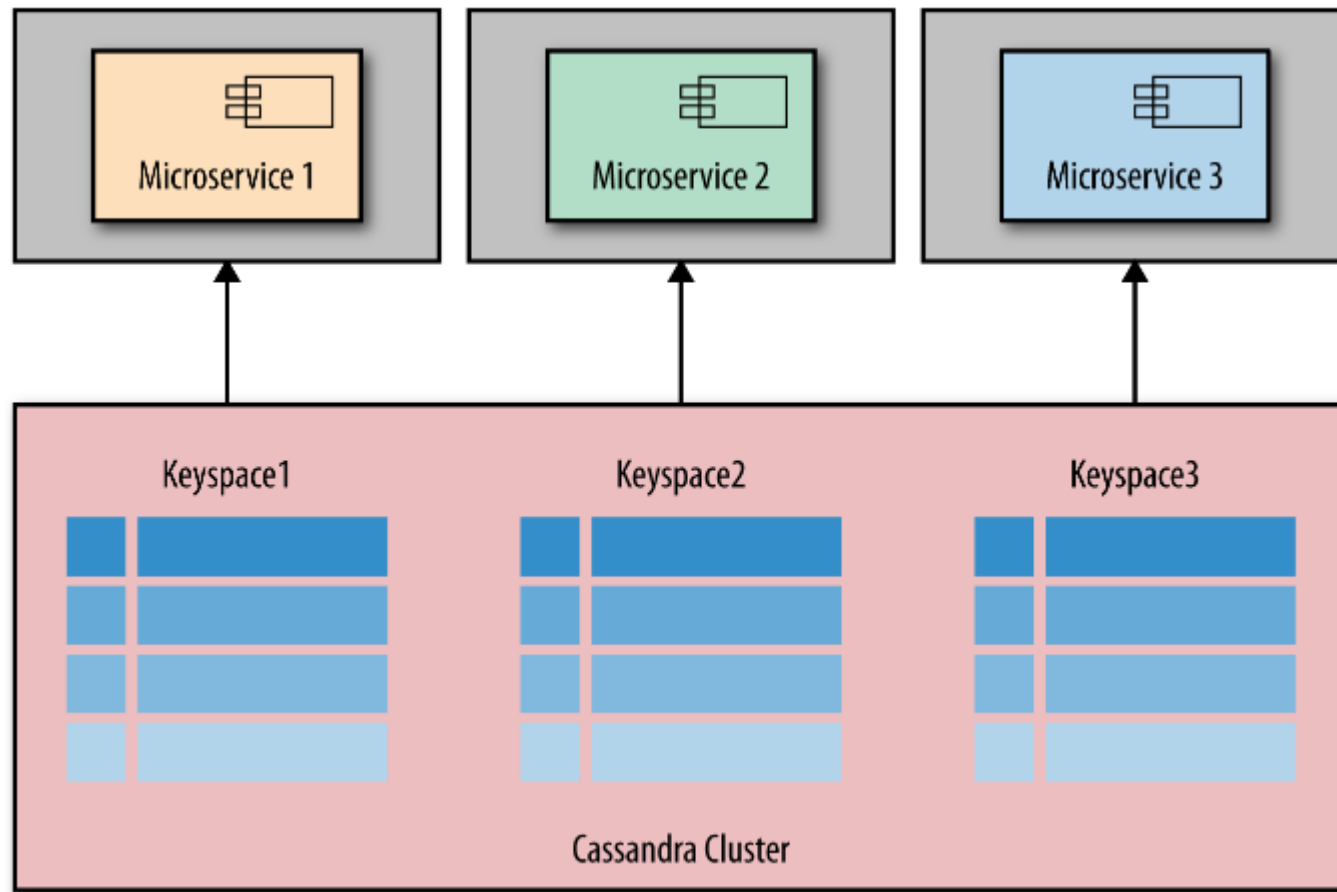 Microservice 1
Microservice 2
Microservice 3
Keyspace1
Keyspace2
Keyspace3
Cassandra Cluster